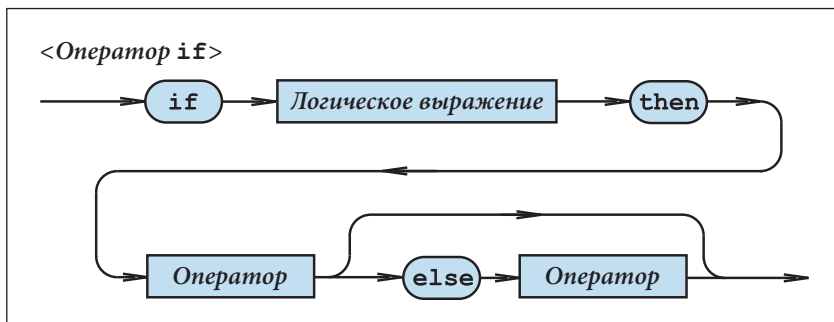 <Оператор if>
if Логическое выражение then
Оператор else Оператор